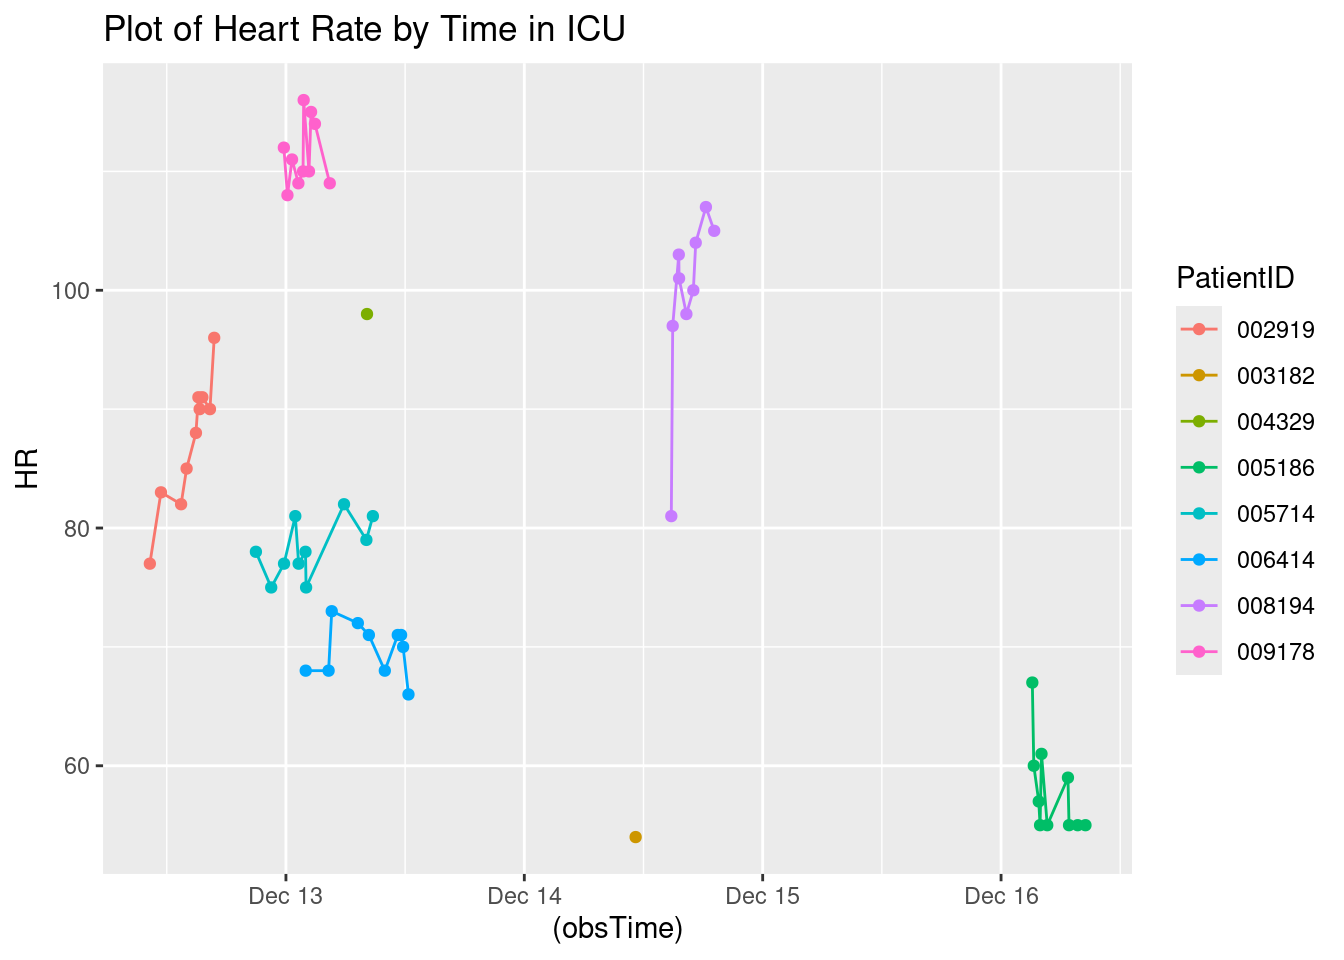 Plot of Heart Rate by Time in ICU
HR
100
80
60
Dec 13
Dec 14
Dec 15
Dec 16
(obsTime)
PatientID
002919
003182
004329
005186
005714
006414
008194
009178